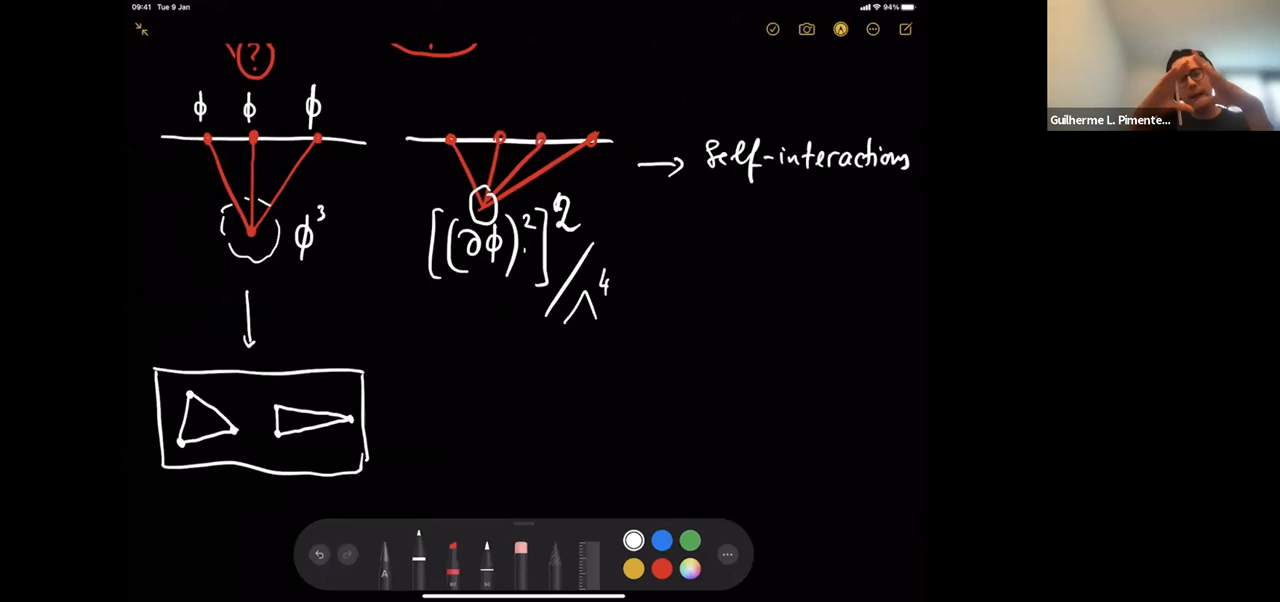 09:41 Tue 9 Jan
94%
?
ϕ ϕ ϕ
→ Self-interactions
ϕ³
[(∂ϕ)²]²/Λ⁴
A
Guilherme L. Pimente...